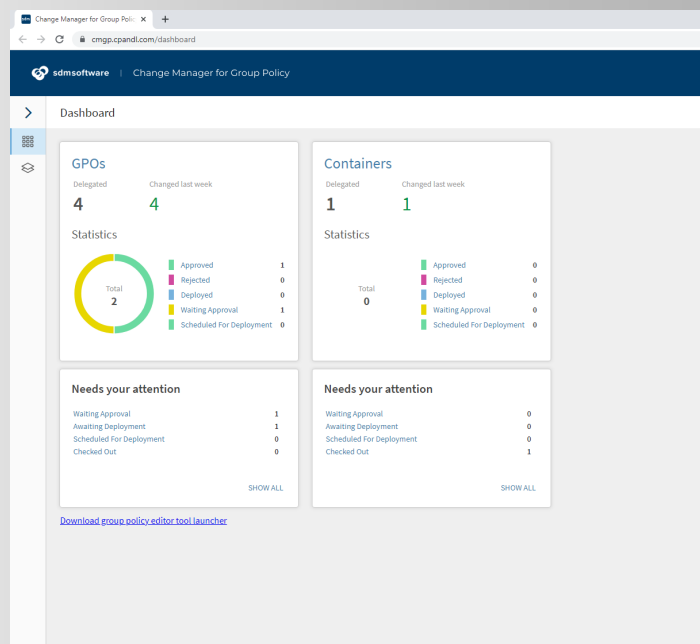 sdm Change Manager for Group Polic
cmgp.cpandl.com/dashboard
sdmsoftware | Change Manager for Group Policy
Dashboard
GPOs
Delegated Changed last week
4 4
Statistics
Total
2
Approved 1
Rejected 0
Deployed 0
Waiting Approval 1
Scheduled For Deployment 0
Containers
Delegated Changed last week
1 1
Statistics
Total
0
Approved 0
Rejected 0
Deployed 0
Waiting Approval 0
Scheduled For Deployment 0
Needs your attention
Waiting Approval 1
Awaiting Deployment 1
Scheduled For Deployment 0
Checked Out 0
SHOW ALL
Needs your attention
Waiting Approval 0
Awaiting Deployment 0
Scheduled For Deployment 0
Checked Out 1
SHOW ALL
Download group policy editor tool launcher